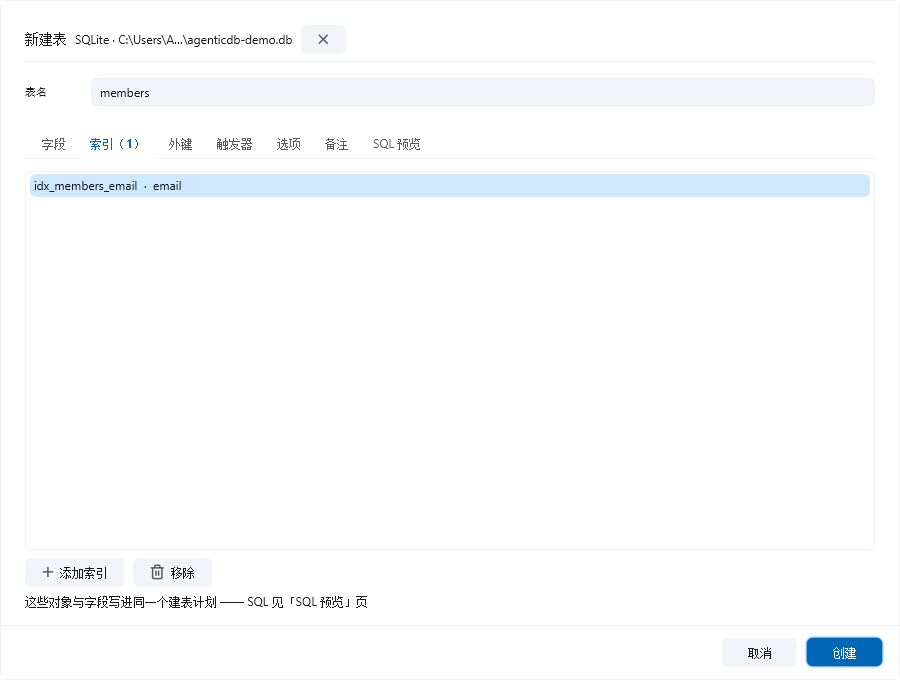 新建表 SQLite · C:\Users\A...\agenticdb-demo.db
表名 members
字段 索引（1） 外键 触发器 选项 备注 SQL 预览
idx_members_email · email
添加索引 移除
这些对象与字段写进同一个建表计划 —— SQL 见「SQL 预览」页
取消 创建